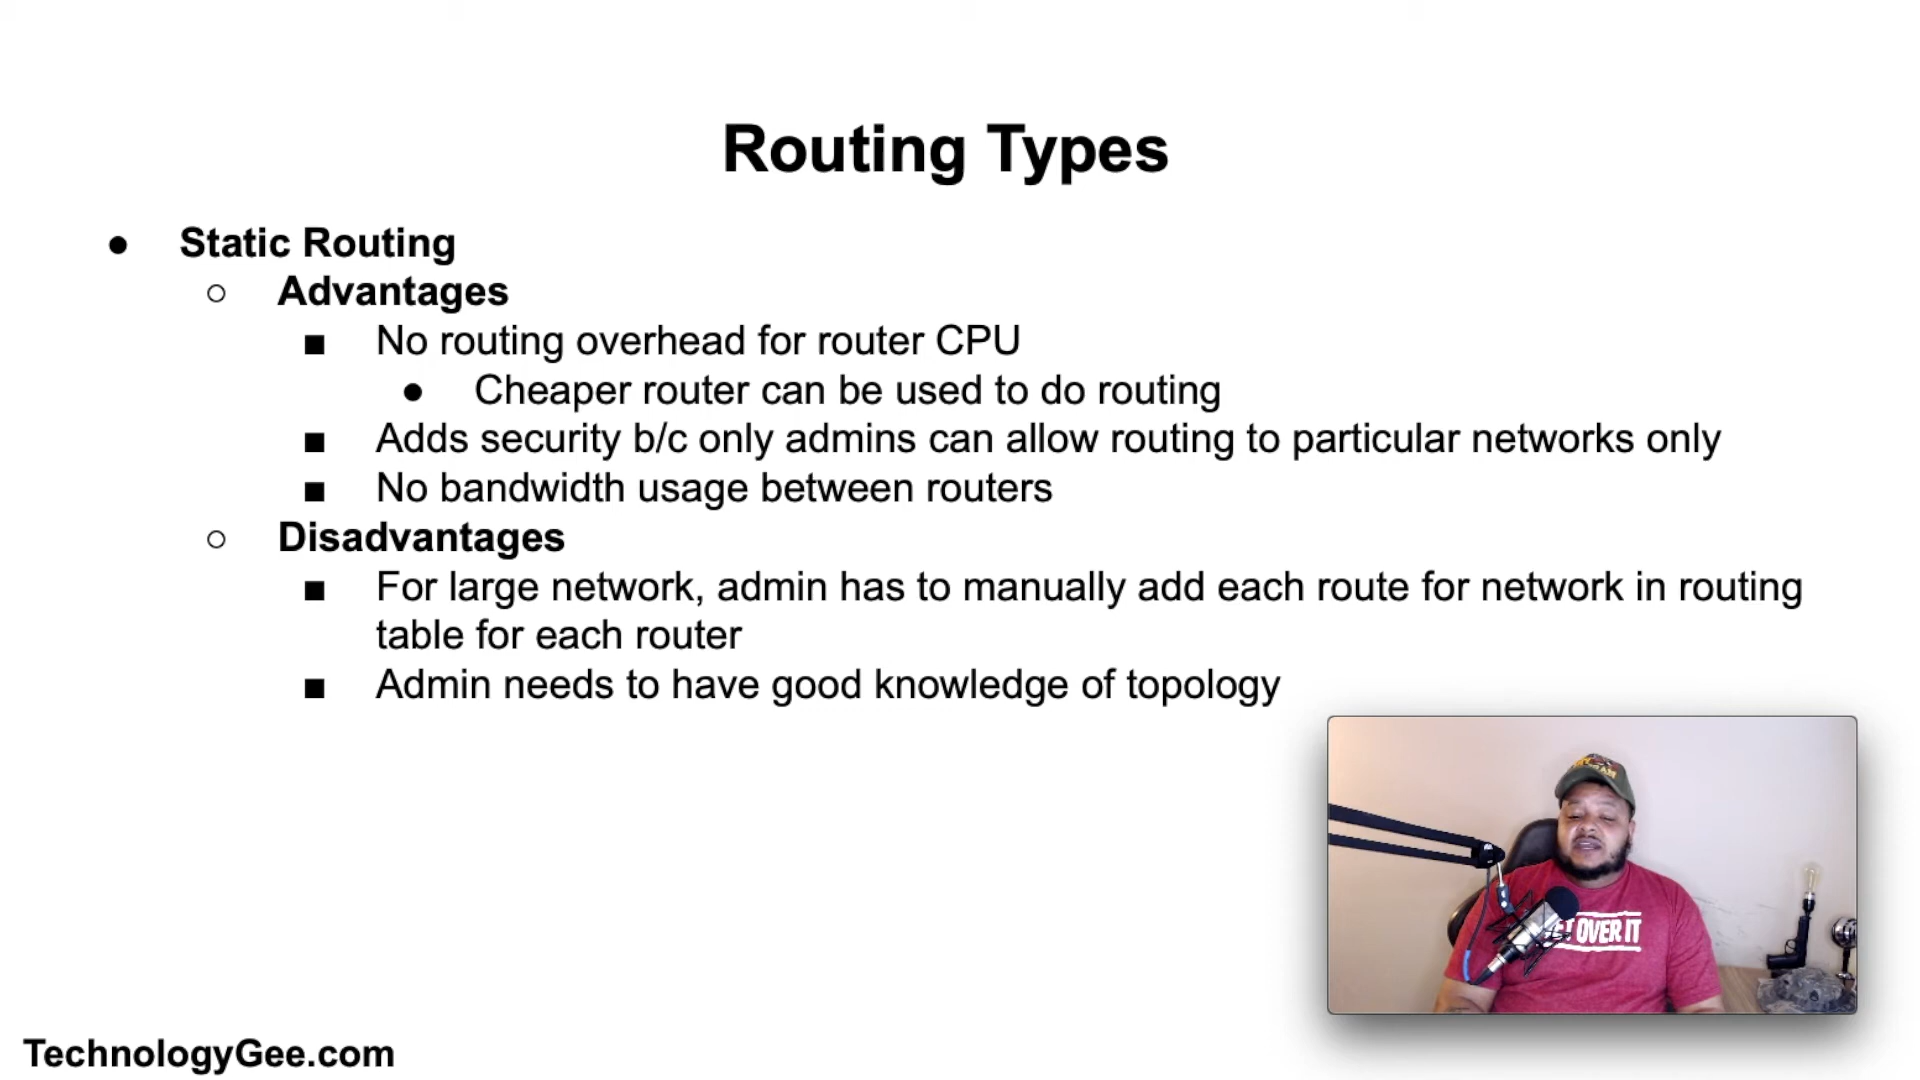 Routing Types
● Static Routing
○ Advantages
■ No routing overhead for router CPU
● Cheaper router can be used to do routing
■ Adds security b/c only admins can allow routing to particular networks only
■ No bandwidth usage between routers
○ Disadvantages
■ For large network, admin has to manually add each route for network in routing
table for each router
■ Admin needs to have good knowledge of topology
OVER IT
TechnologyGee.com